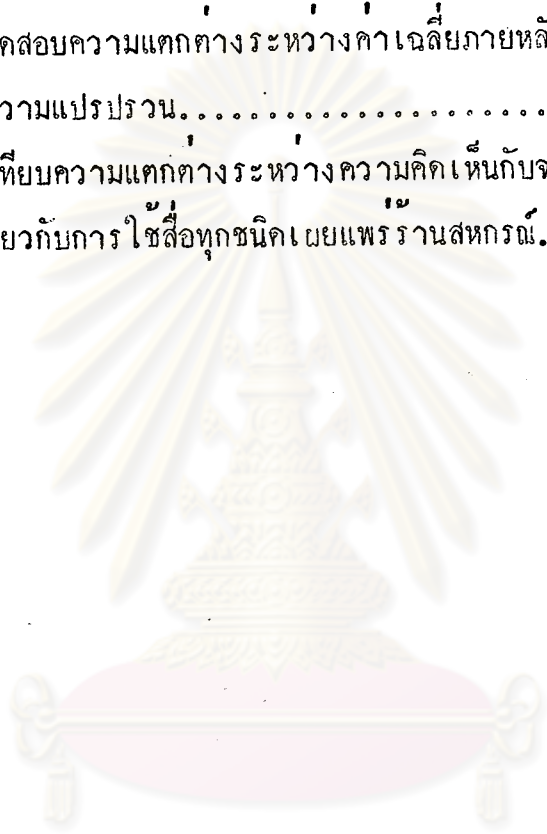 ดสอบความแตกต่างระหว่างค่าเฉลี่ยภายหลั
วามแปรปรวน......................
ทียบความแตกต่างระหว่างความคิดเห็นกับจ
ยวกับการใช้สื่อทุกชนิดเผยแพร่ร้านสหกรณ์.